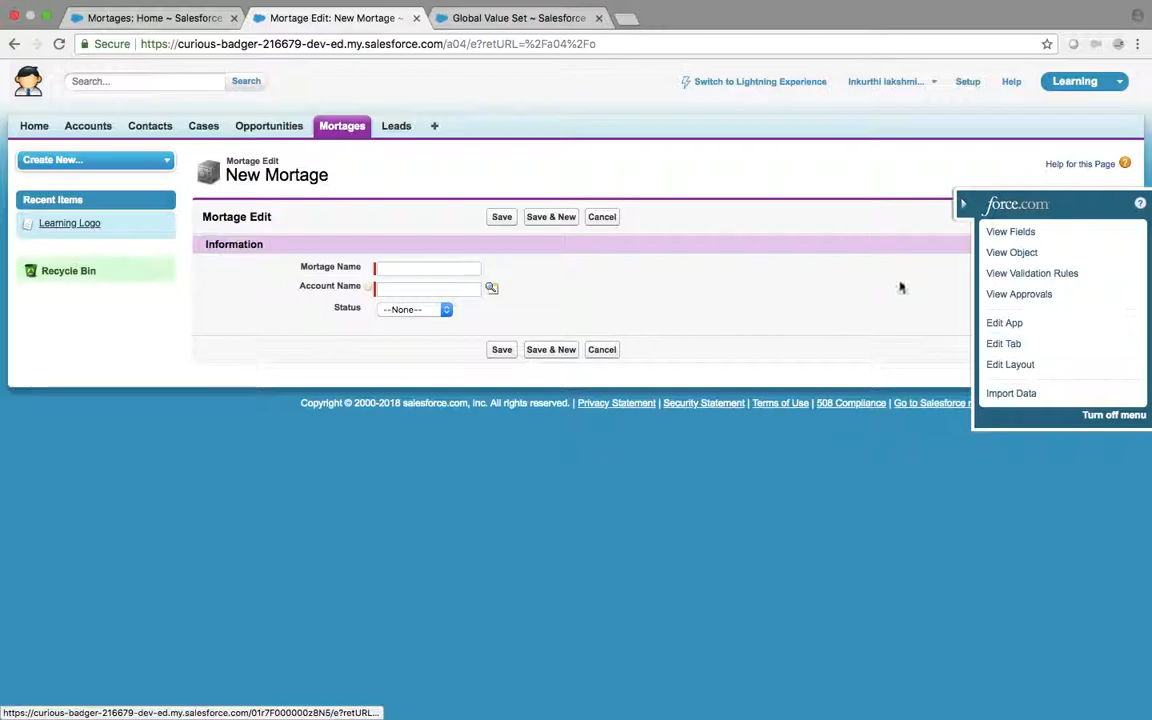 Mortages: Home ~ Salesforce
Mortage Edit: New Mortage ~
Global Value Set ~ Salesforce
Secure
https://curious-badger-216679-dev-ed.my.salesforce.com/a04/e?retURL=%2Fa04%2Fo
Search...
Search
Switch to Lightning Experience
Inkurthi lakshmi...
Setup
Help
Learning
Home
Accounts
Contacts
Cases
Opportunities
Mortages
Leads
+
Create New...
Recent Items
Learning Logo
Recycle Bin
Mortage Edit
New Mortage
Help for this Page ?
Mortage Edit
Save
Save & New
Cancel
Information
Mortage Name
Account Name
Status
--None--
Save
Save & New
Cancel
force.com
?
View Fields
View Object
View Validation Rules
View Approvals
Edit App
Edit Tab
Edit Layout
Import Data
Turn off menu
Copyright © 2000-2018 salesforce.com, inc. All rights reserved. | Privacy Statement | Security Statement | Terms of Use | 508 Compliance | Go to Salesforce
https://curious-badger-216679-dev-ed.my.salesforce.com/01r7F000000z8N5/e?retURL...